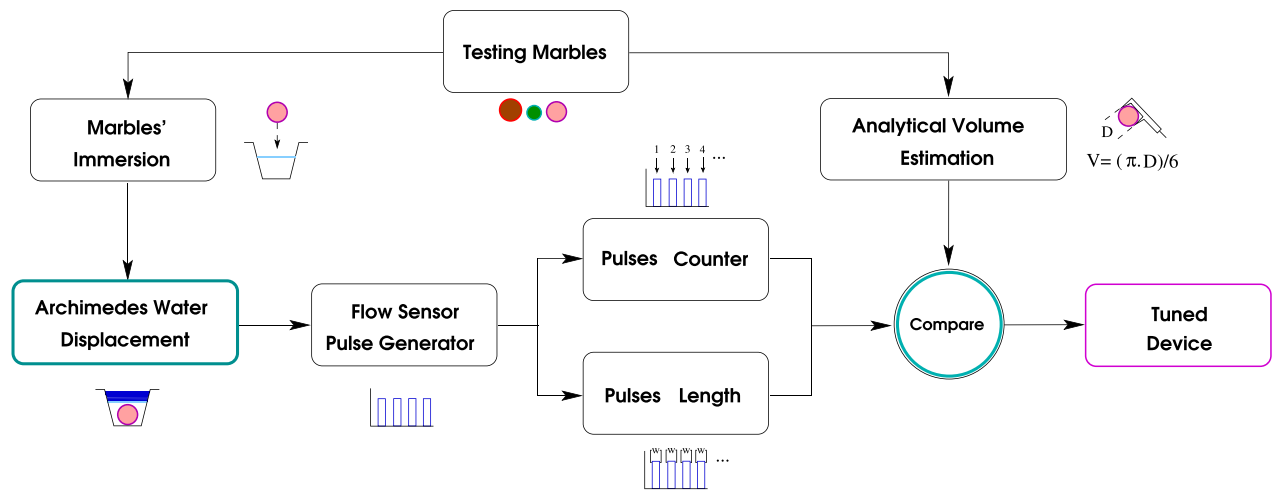 Testing Marbles
Marbles'
Immersion
Analytical Volume
Estimation
D
V= (π.D)/6
1 2 3 4 ...
Pulses Counter
Archimedes Water
Displacement
Flow Sensor
Pulse Generator
Compare
Tuned
Device
Pulses Length
W W W W ...